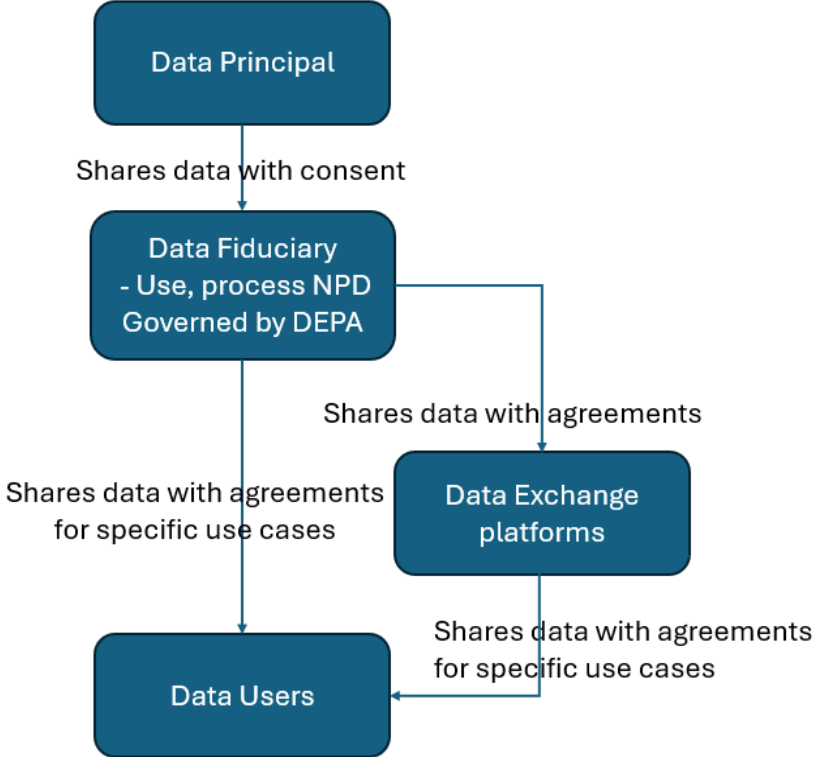 Data Principal
Shares data with consent
Data Fiduciary
- Use, process NPD
Governed by DEPA
Shares data with agreements
Shares data with agreements
for specific use cases
Data Exchange
platforms
Shares data with agreements
for specific use cases
Data Users